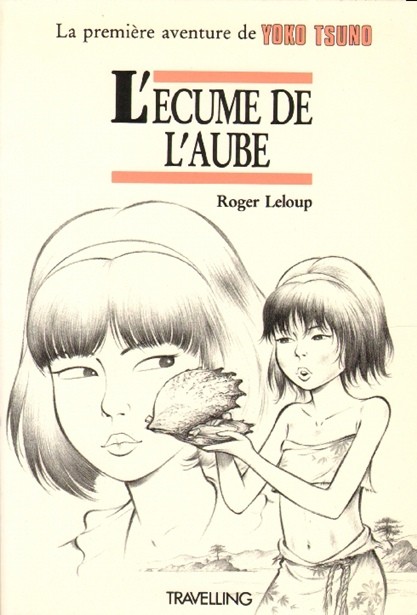 La première aventure de YOKO TSUNO
L'ECUME DE
L'AUBE
Roger Leloup
TRAVELLING